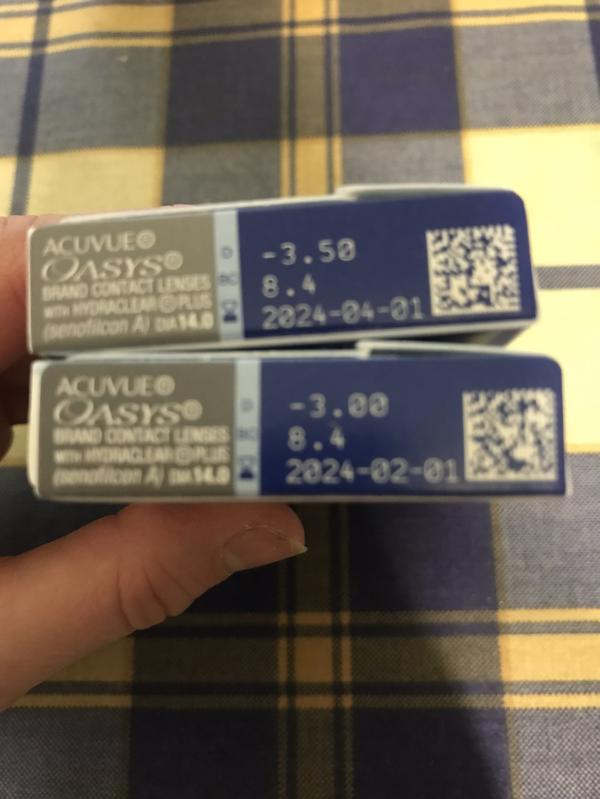 ACUVUE®
OASYS®
BRAND CONTACT LENSES
WITH HYDRACLEAR® PLUS
(senofilcon A) DIA 14.0
D -3.50
BC 8.4
2024-04-01
ACUVUE®
OASYS®
BRAND CONTACT LENSES
WITH HYDRACLEAR® PLUS
(senofilcon A) DIA 14.0
D -3.00
BC 8.4
2024-02-01